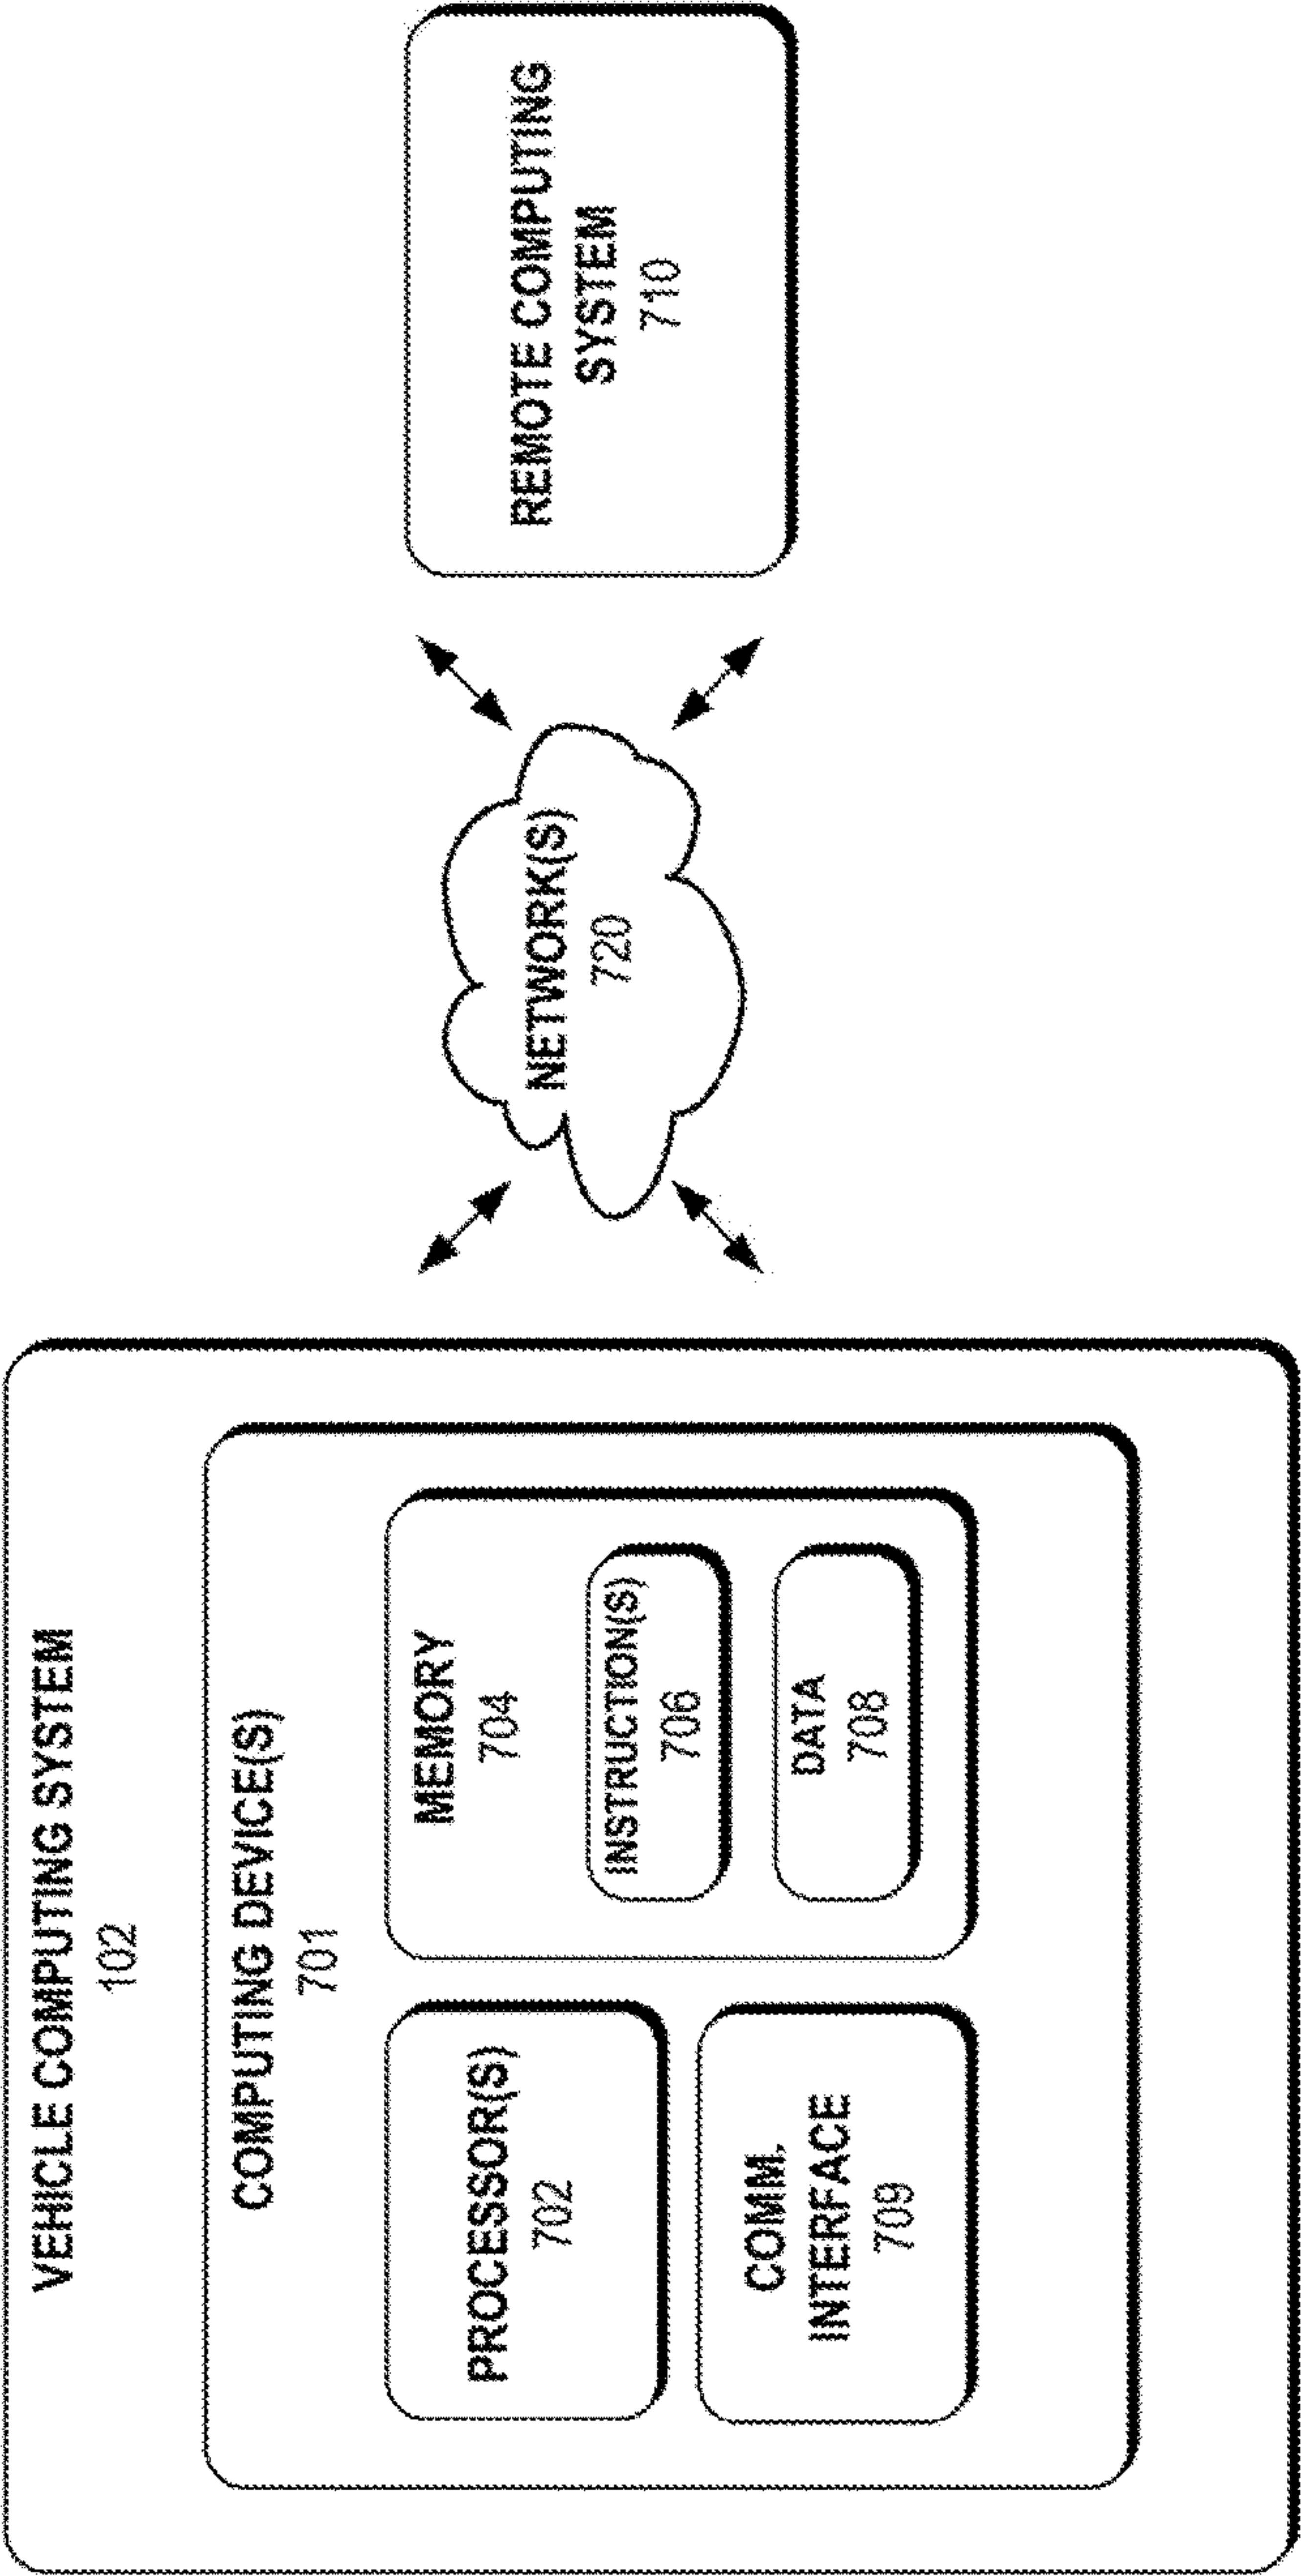 VEHICLE COMPUTING SYSTEM
102
COMPUTING DEVICE(S)
701
PROCESSOR(S)
702
COMM.
INTERFACE
709
MEMORY
704
INSTRUCTION(S)
706
DATA
708
NETWORK(S)
720
REMOTE COMPUTING
SYSTEM
710